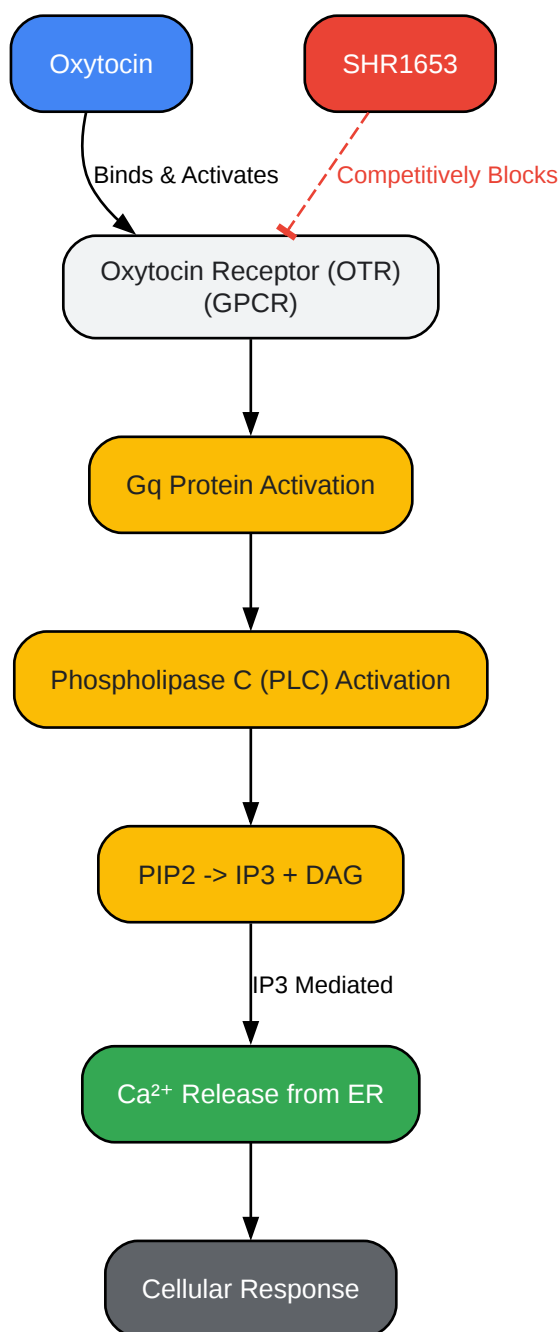 Oxytocin
SHR1653
Binds & Activates
Competitively Blocks
Oxytocin Receptor (OTR)
(GPCR)
Gq Protein Activation
Phospholipase C (PLC) Activation
PIP2 -> IP3 + DAG
IP3 Mediated
Ca²⁺ Release from ER
Cellular Response